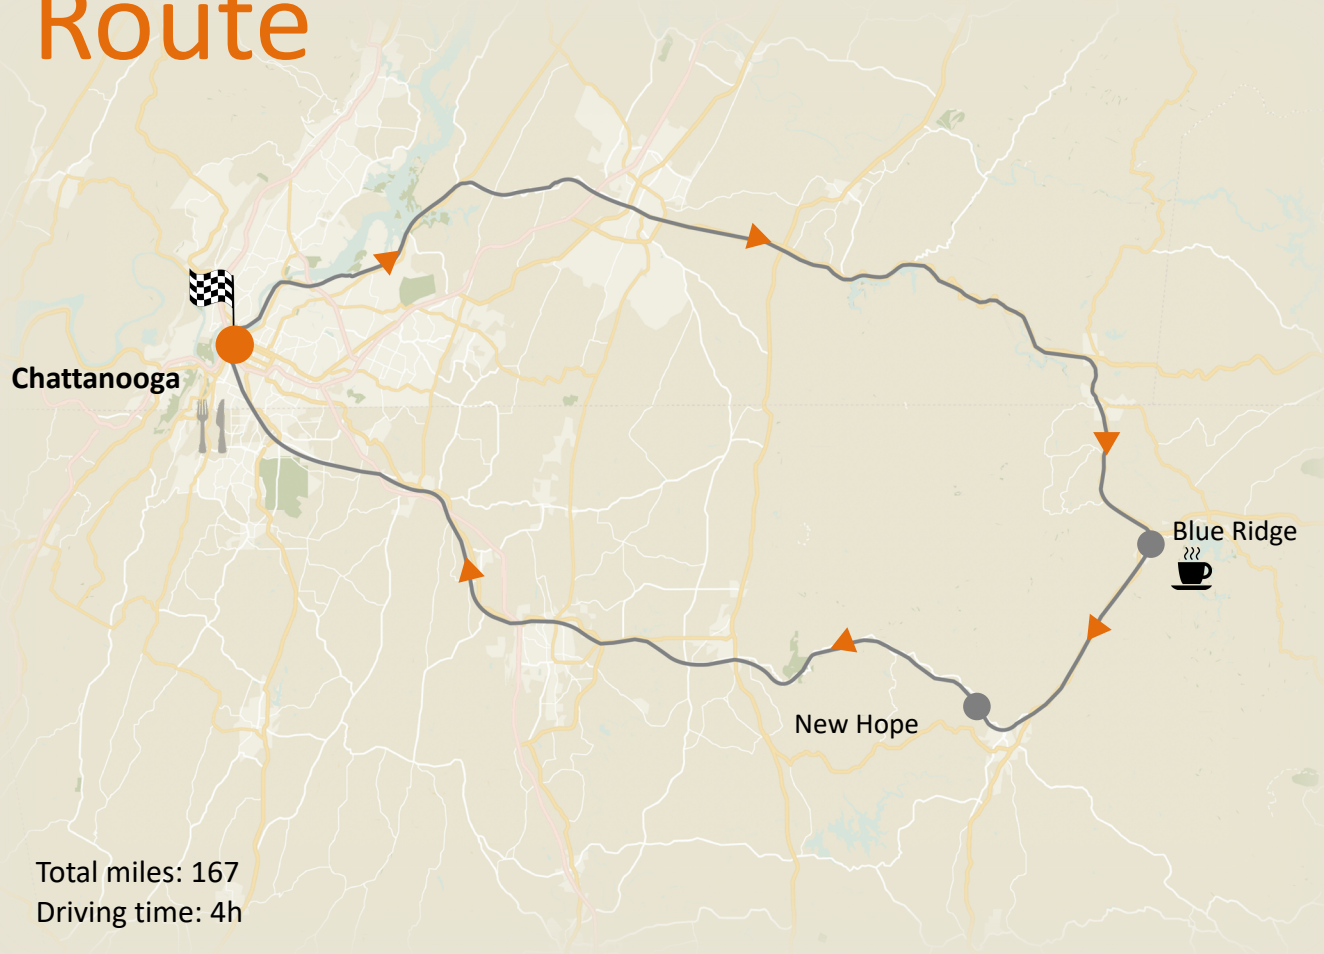 Route
Chattanooga
Blue Ridge
New Hope
Total miles: 167
Driving time: 4h